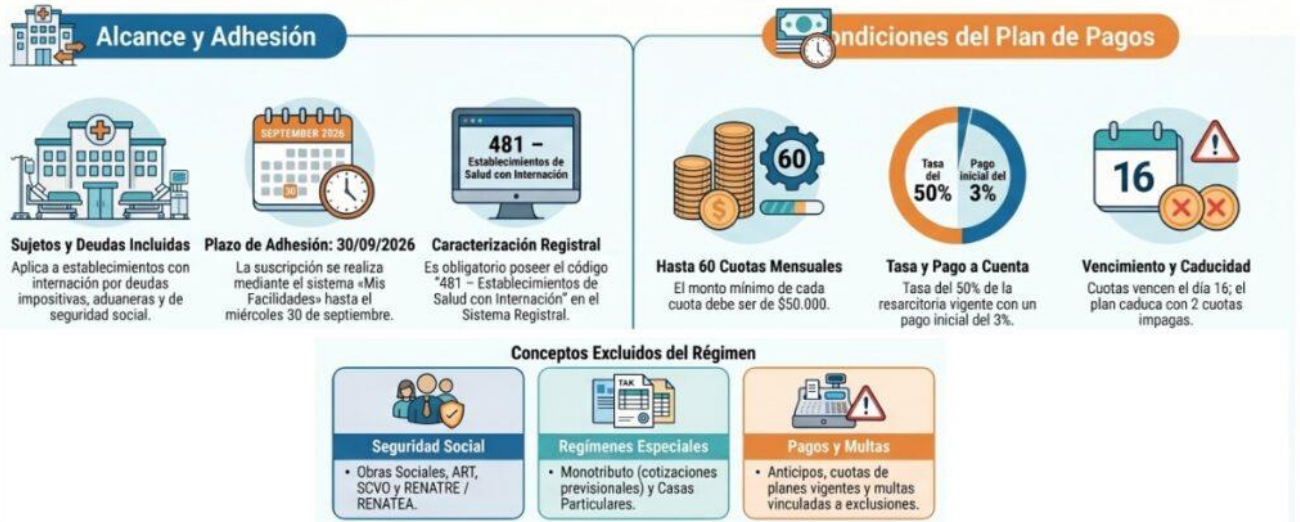 Alcance y Adhesión
SEPTEMBER 2026
30
481 –
Establecimientos de
Salud con Internación
Sujetos y Deudas Incluidas
Aplica a establecimientos con
internación por deudas
impositivas, aduaneras y de
seguridad social.
Plazo de Adhesión: 30/09/2026
La suscripción se realiza
mediante el sistema «Mis
Facilidades» hasta el
miércoles 30 de septiembre.
Caracterización Registral
Es obligatorio poseer el código
"481 – Establecimientos de
Salud con Internación" en el
Sistema Registral.
ondiciones del Plan de Pagos
60
$
Tasa
del
50%
Pago
inicial del
3%
16
Hasta 60 Cuotas Mensuales
El monto mínimo de cada
cuota debe ser de $50.000.
Tasa y Pago a Cuenta
Tasa del 50% de la
resarcitoria vigente con un
pago inicial del 3%.
Vencimiento y Caducidad
Cuotas vencen el día 16; el
plan caduca con 2 cuotas
impagas.
Conceptos Excluidos del Régimen
Seguridad Social
• Obras Sociales, ART,
SCVO y RENATRE /
RENATEA.
TAK
Regímenes Especiales
• Monotributo (cotizaciones
previsionales) y Casas
Particulares.
Pagos y Multas
• Anticipos, cuotas de
planes vigentes y multas
vinculadas a exclusiones.